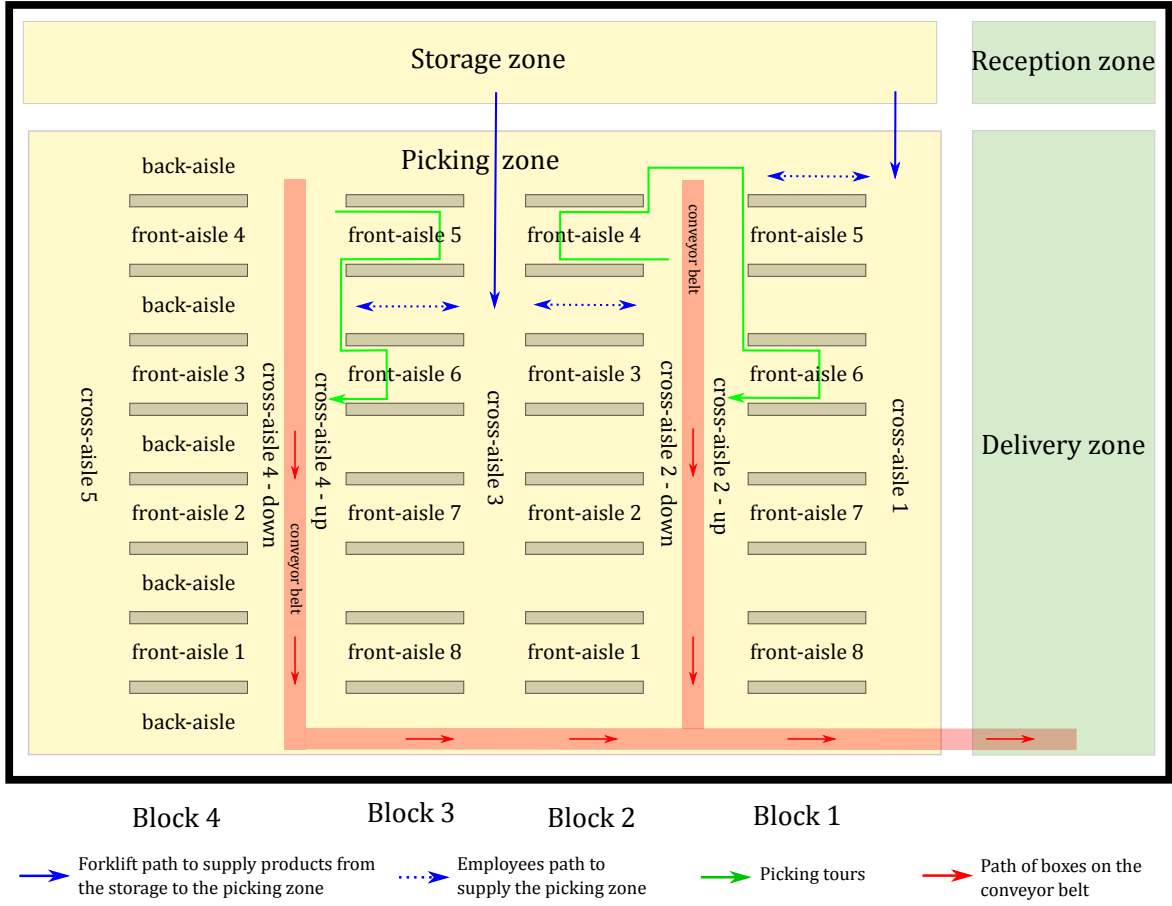 Storage zone
Reception zone
Picking zone
back-aisle
front-aisle 4
front-aisle 5
front-aisle 4
front-aisle 5
conveyor belt
back-aisle
front-aisle 3
front-aisle 6
front-aisle 3
front-aisle 6
cross-aisle 5
cross-aisle 4 - down
cross-aisle 4 - up
cross-aisle 3
cross-aisle 2 - down
cross-aisle 2 - up
cross-aisle 1
Delivery zone
back-aisle
front-aisle 2
front-aisle 7
front-aisle 2
front-aisle 7
conveyor belt
back-aisle
front-aisle 1
front-aisle 8
front-aisle 1
front-aisle 8
back-aisle
Block 4
Block 3
Block 2
Block 1
Forklift path to supply products from
the storage to the picking zone
Employees path to
supply the picking zone
Picking tours
Path of boxes on the
conveyor belt